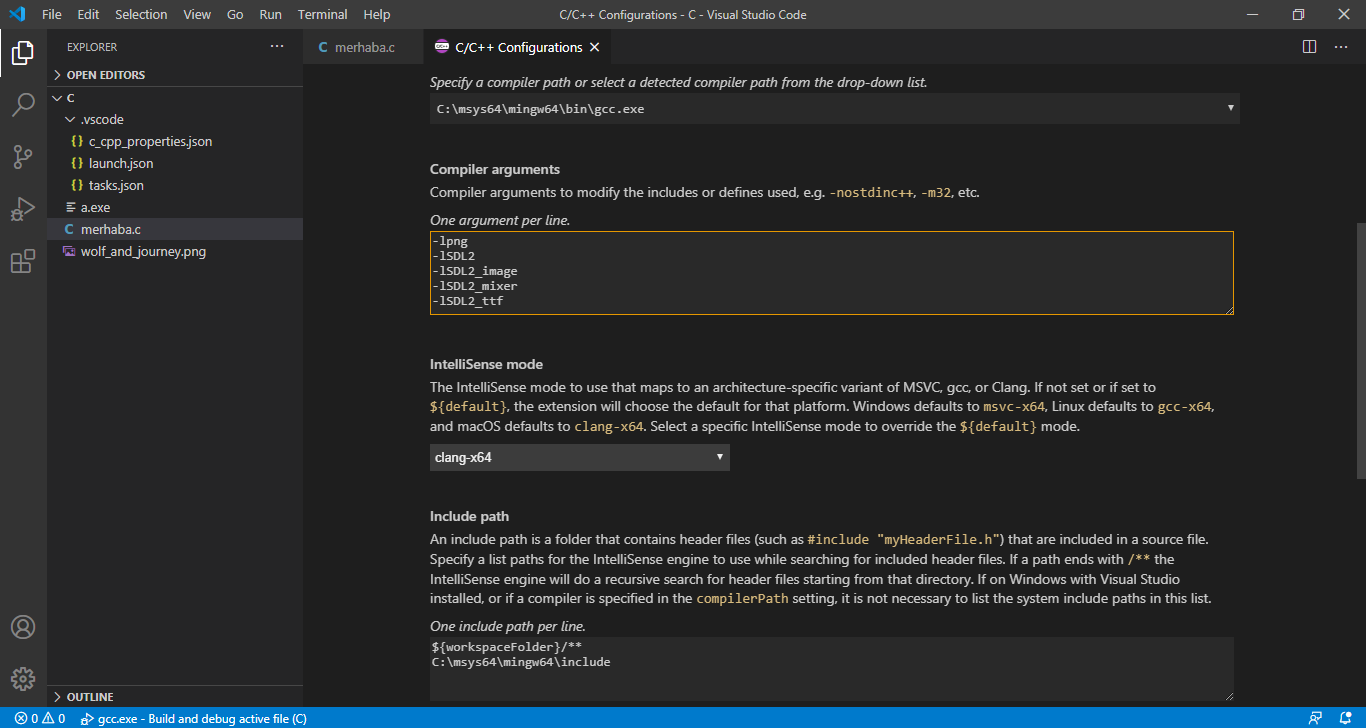 File Edit Selection View Go Run Terminal Help
C/C++ Configurations - C - Visual Studio Code
EXPLORER
OPEN EDITORS
C
.vscode
{} c_cpp_properties.json
{} launch.json
{} tasks.json
a.exe
C merhaba.c
wolf_and_journey.png
OUTLINE
C merhaba.c
C/C++ Configurations
Specify a compiler path or select a detected compiler path from the drop-down list.
C:\msys64\mingw64\bin\gcc.exe
Compiler arguments
Compiler arguments to modify the includes or defines used, e.g. -nostdinc++, -m32, etc.
One argument per line.
-lpng
-lSDL2
-lSDL2_image
-lSDL2_mixer
-lSDL2_ttf
IntelliSense mode
The IntelliSense mode to use that maps to an architecture-specific variant of MSVC, gcc, or Clang. If not set or if set to
${default}, the extension will choose the default for that platform. Windows defaults to msvc-x64, Linux defaults to gcc-x64,
and macOS defaults to clang-x64. Select a specific IntelliSense mode to override the ${default} mode.
clang-x64
Include path
An include path is a folder that contains header files (such as #include "myHeaderFile.h") that are included in a source file.
Specify a list paths for the IntelliSense engine to use while searching for included header files. If a path ends with /** the
IntelliSense engine will do a recursive search for header files starting from that directory. If on Windows with Visual Studio
installed, or if a compiler is specified in the compilerPath setting, it is not necessary to list the system include paths in this list.
One include path per line.
${workspaceFolder}/**
C:\msys64\mingw64\include
0 0 gcc.exe - Build and debug active file (C)